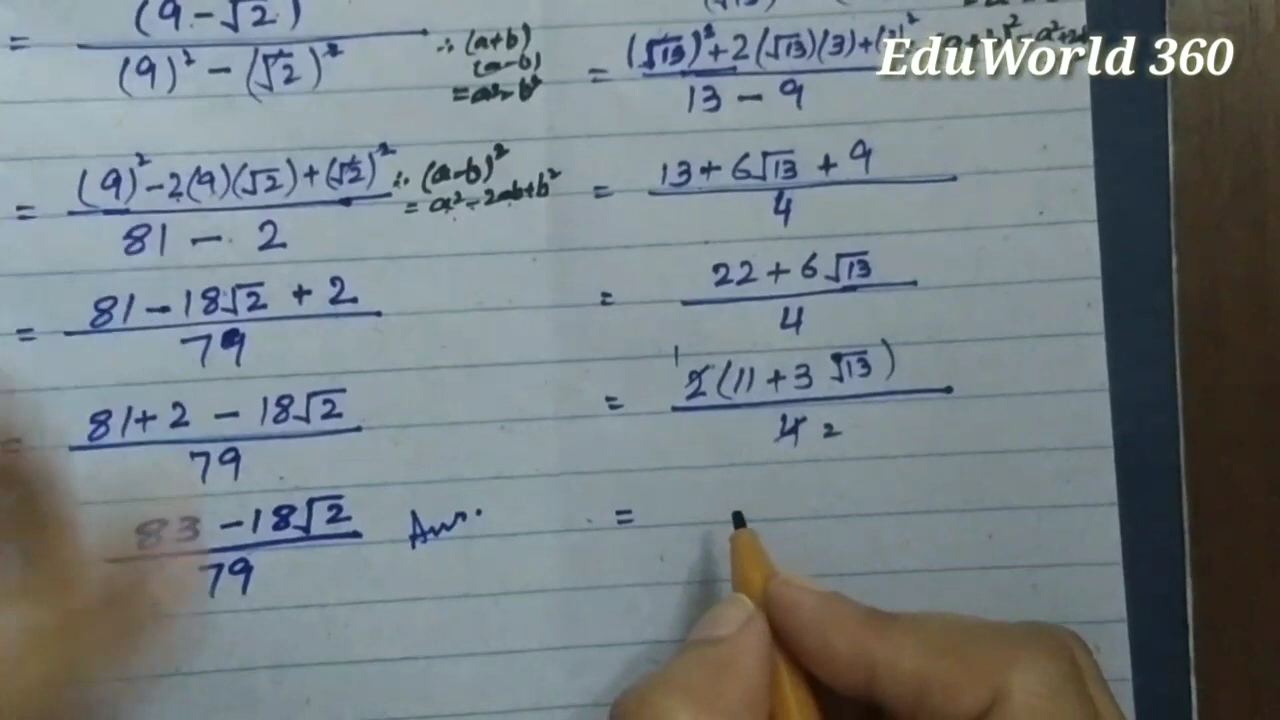 (9-√2)
= (9)² - (√2)²
∴ (a+b)
(a-b)
= a² - b²
= (9)² - 2(9)(√2) + (√2)² / 81 - 2
∴ (a-b)²
= a² - 2ab + b²
= 81 - 18√2 + 2 / 79
= 81 + 2 - 18√2 / 79
83 - 18√2 / 79 Ans.
EduWorld 360
= (√13)² + 2(√13)(3) + / 13 - 9
= 13 + 6√13 + 9 / 4
= 22 + 6√13 / 4
= 1 2(11 + 3√13) / 4 2
=